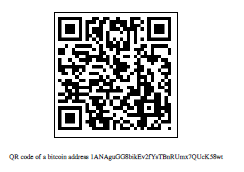 QR code of a bitcoin address 1ANAguGG8bikEv2fYsTBnRUmx7QUcK58wt